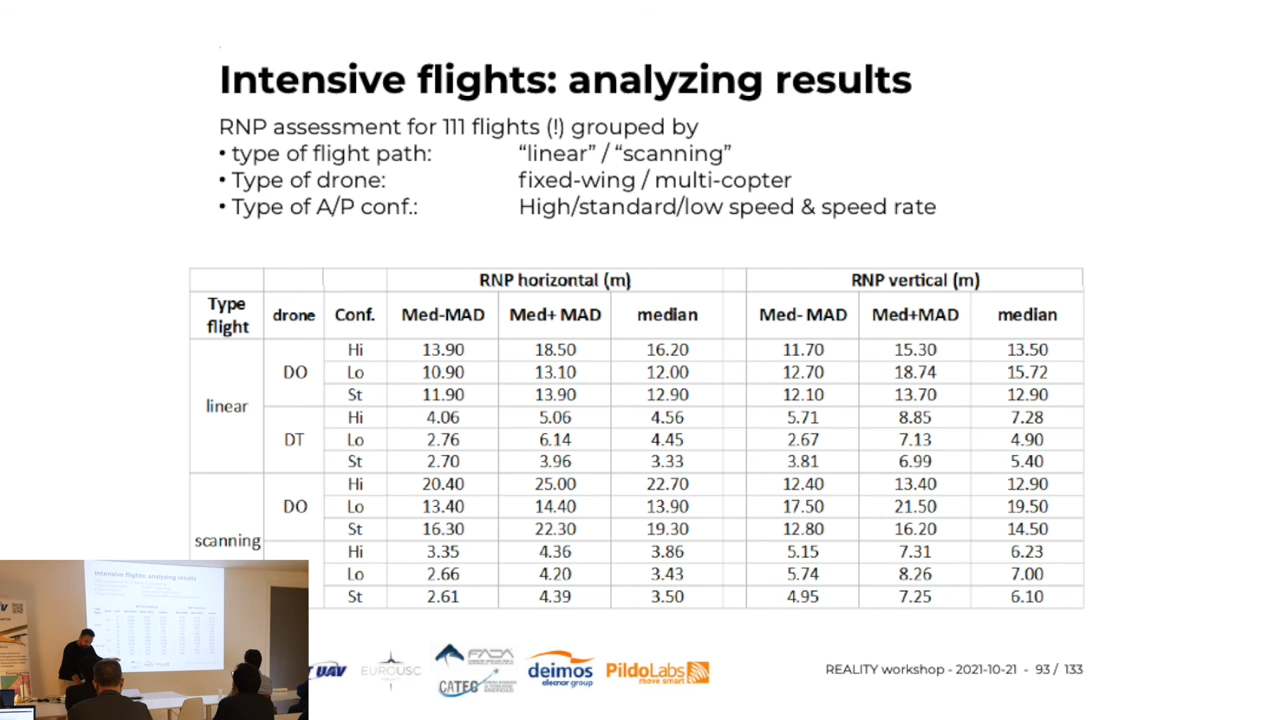 Intensive flights: analyzing results
RNP assessment for 111 flights (!) grouped by
• type of flight path: “linear” / “scanning”
• Type of drone: fixed-wing / multi-copter
• Type of A/P conf.: High/standard/low speed & speed rate
RNP horizontal (m) RNP vertical (m)
Type flight drone Conf. Med-MAD Med+ MAD median Med- MAD Med+MAD median
linear DO Hi 13.90 18.50 16.20 11.70 15.30 13.50
Lo 10.90 13.10 12.00 12.70 18.74 15.72
St 11.90 13.90 12.90 12.10 13.70 12.90
DT Hi 4.06 5.06 4.56 5.71 8.85 7.28
Lo 2.76 6.14 4.45 2.67 7.13 4.90
St 2.70 3.96 3.33 3.81 6.99 5.40
scanning DO Hi 20.40 25.00 22.70 12.40 13.40 12.90
Lo 13.40 14.40 13.90 17.50 21.50 19.50
St 16.30 22.30 19.30 12.80 16.20 14.50
Hi 3.35 4.36 3.86 5.15 7.31 6.23
Lo 2.66 4.20 3.43 5.74 8.26 7.00
St 2.61 4.39 3.50 4.95 7.25 6.10
Intensive flights: analyzing results
UAV
EUROUSC
FADA
CATEC
deimos
elecnor group
PildoLabs
move smart
REALITY workshop - 2021-10-21 - 93 / 133